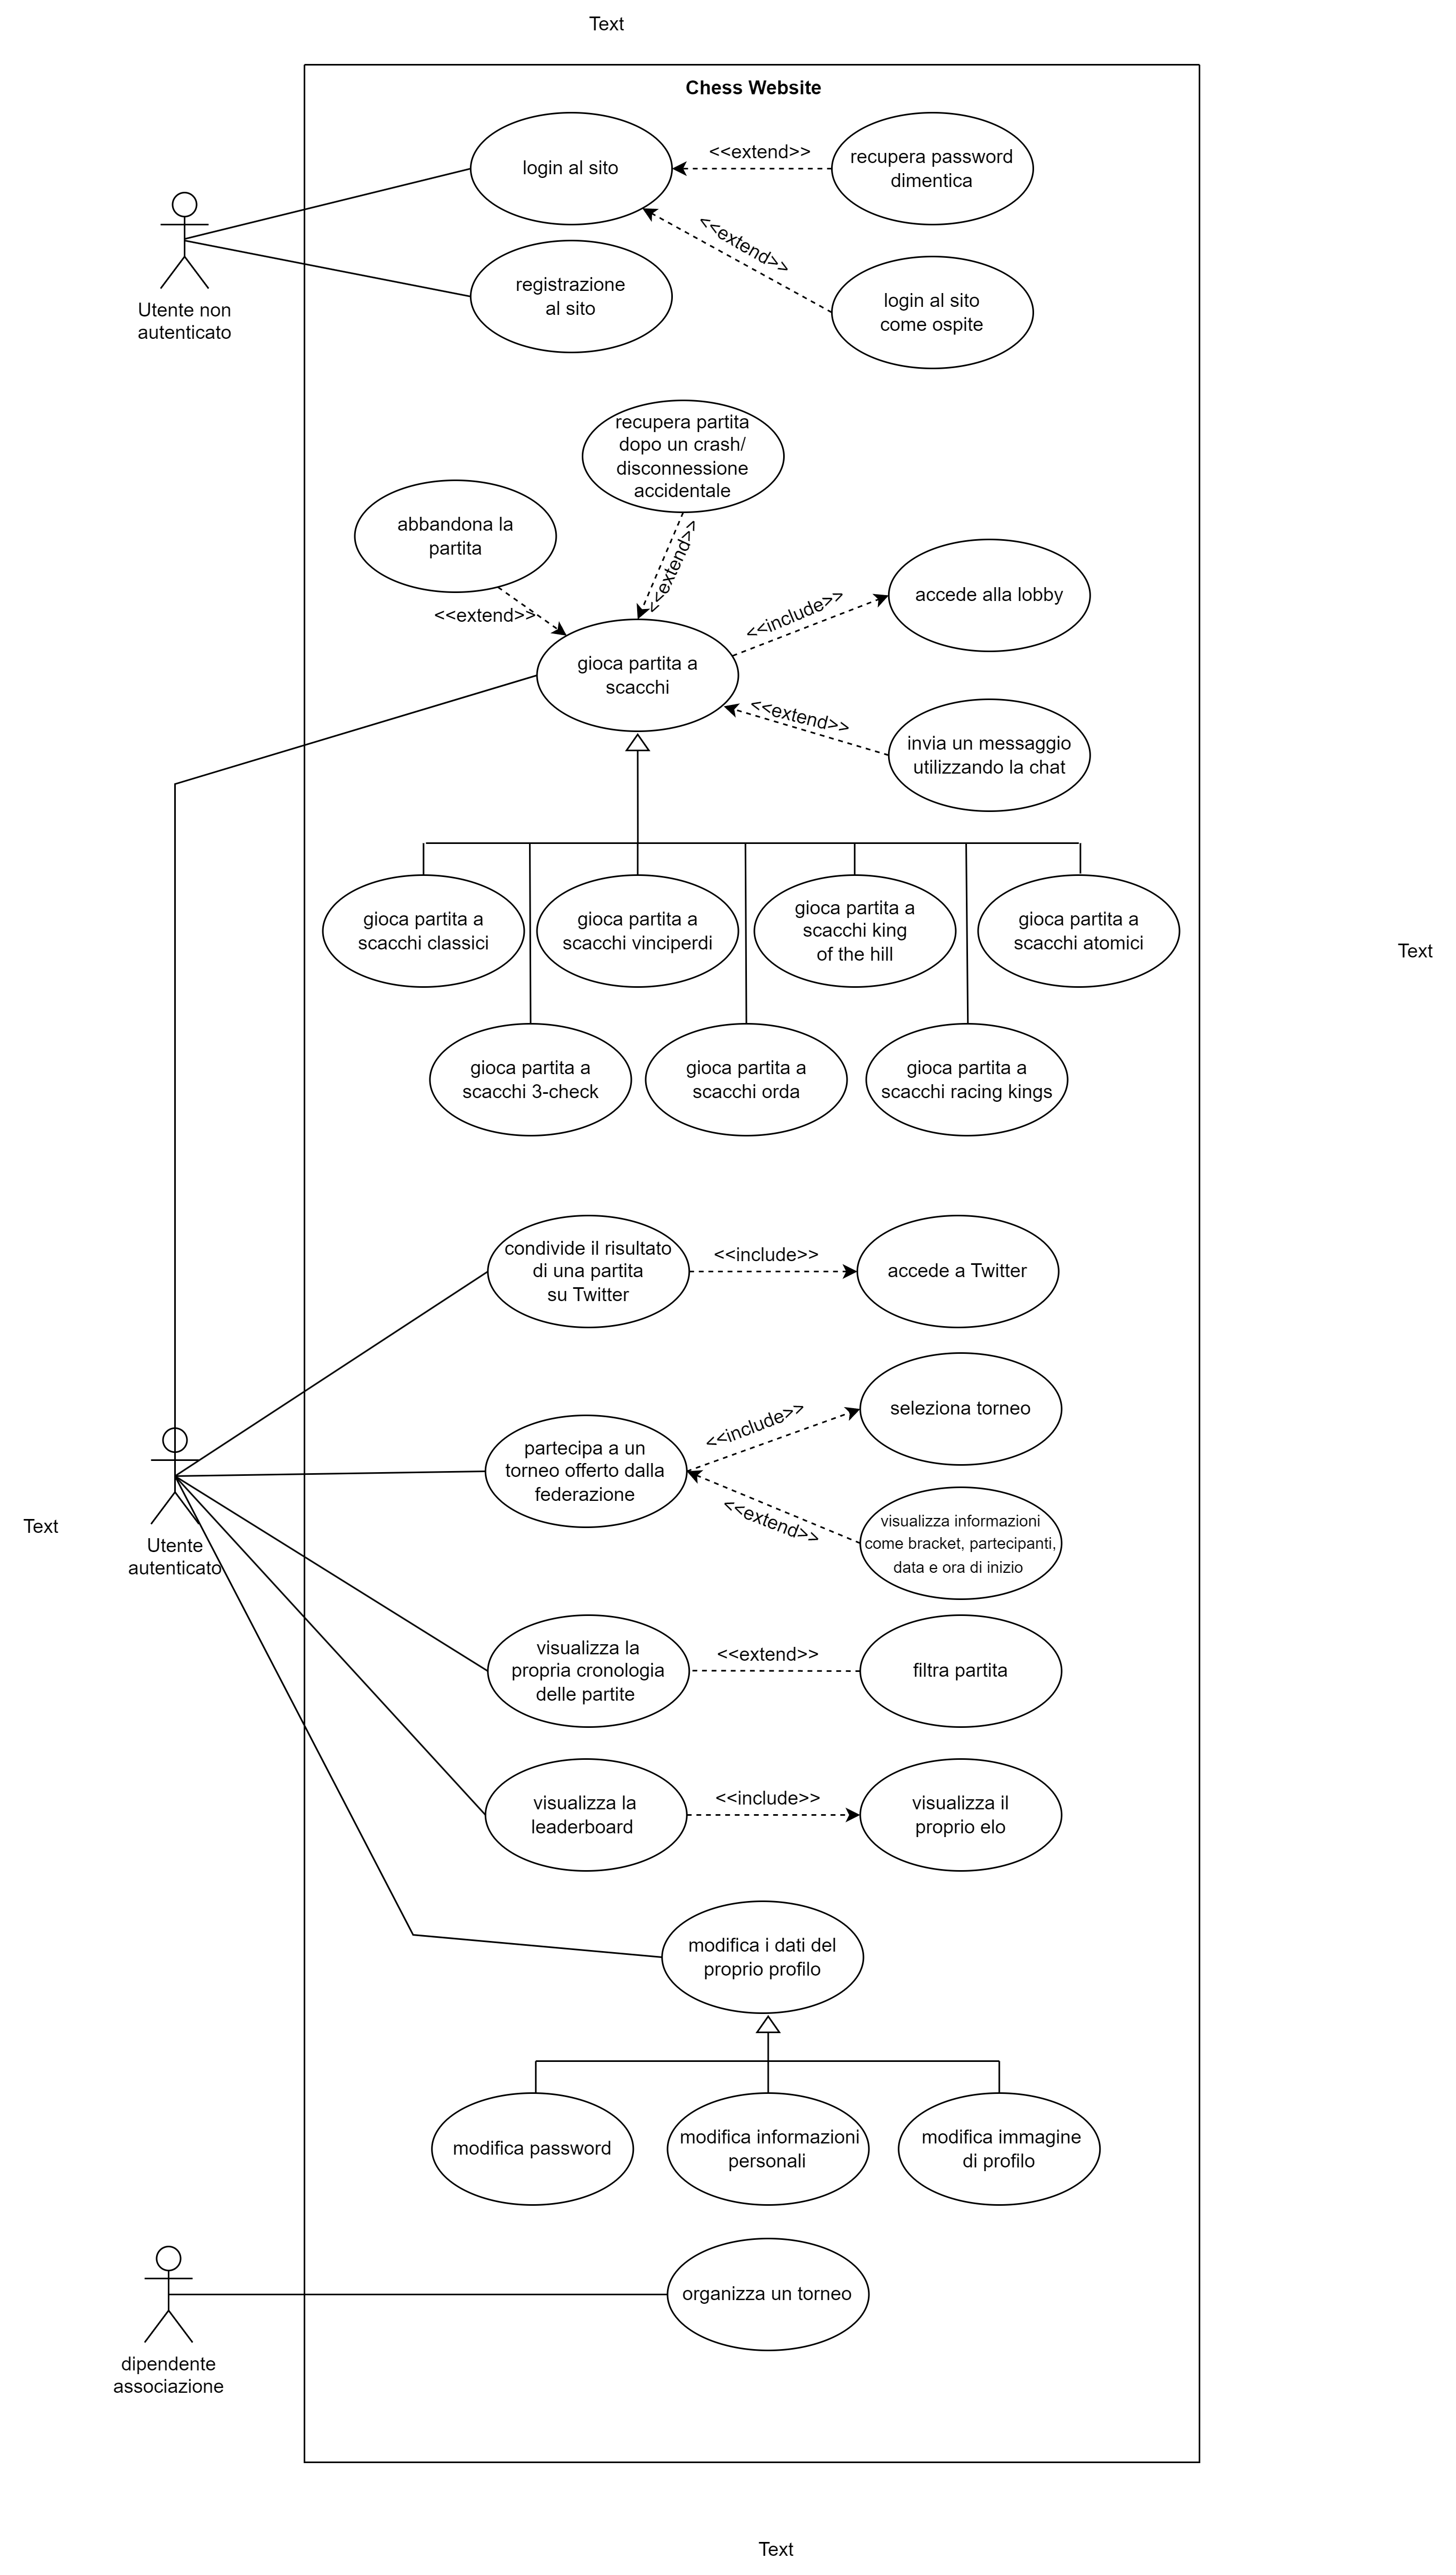 Text
Chess Website
login al sito
<<extend>>
recupera password
dimentica
<<extend>>
registrazione
al sito
login al sito
come ospite
Utente non
autenticato
recupera partita
dopo un crash/
disconnessione
accidentale
abbandona la
partita
<<extend>>
<<extend>>
<<include>>
accede alla lobby
gioca partita a
scacchi
<<extend>>
invia un messaggio
utilizzando la chat
gioca partita a
scacchi classici
gioca partita a
scacchi vinciperdi
gioca partita a
scacchi king
of the hill
gioca partita a
scacchi atomici
Text
gioca partita a
scacchi 3-check
gioca partita a
scacchi orda
gioca partita a
scacchi racing kings
condivide il risultato
di una partita
su Twitter
<<include>>
accede a Twitter
<<include>>
seleziona torneo
partecipa a un
torneo offerto dalla
federazione
<<extend>>
visualizza informazioni
come bracket, partecipanti,
data e ora di inizio
Text
Utente
autenticato
visualizza la
propria cronologia
delle partite
<<extend>>
filtra partita
visualizza la
leaderboard
<<include>>
visualizza il
proprio elo
modifica i dati del
proprio profilo
modifica password
modifica informazioni
personali
modifica immagine
di profilo
organizza un torneo
dipendente
associazione
Text